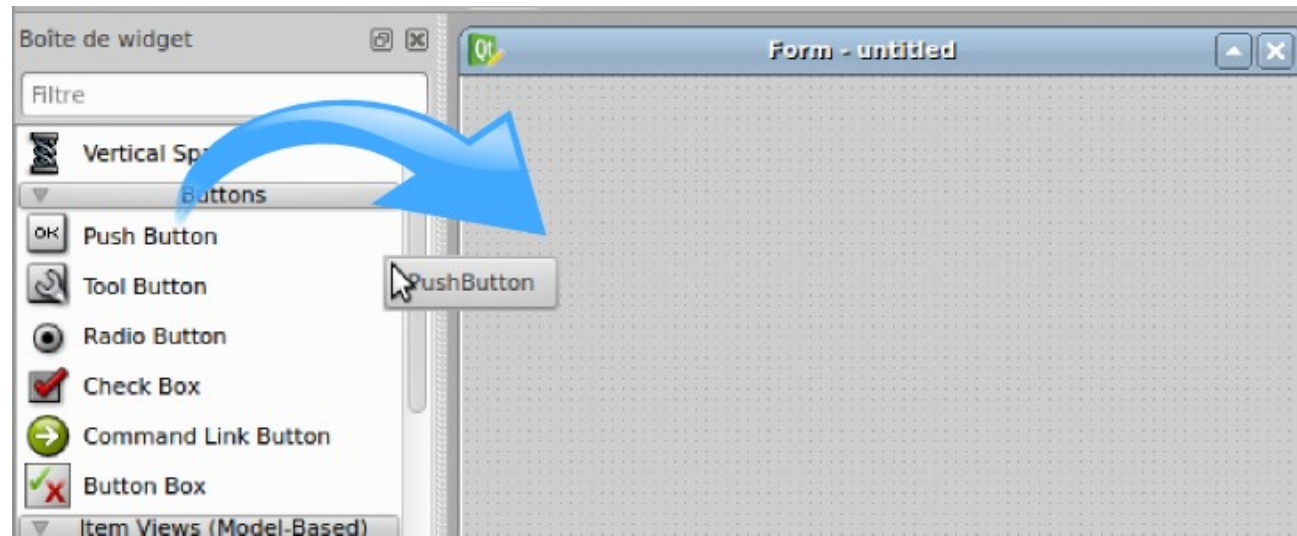 Boîte de widget
Form - untitled
Filtre
Vertical
Buttons
Push Button
Tool Button
PushButton
Radio Button
Check Box
Command Link Button
Button Box
Item Views (Model-Based)